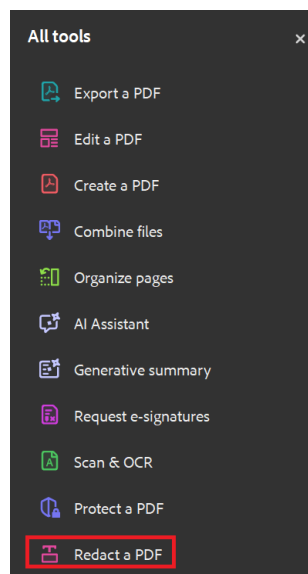 All tools
Export a PDF
Edit a PDF
Create a PDF
Combine files
Organize pages
AI Assistant
Generative summary
Request e-signatures
Scan & OCR
Protect a PDF
Redact a PDF